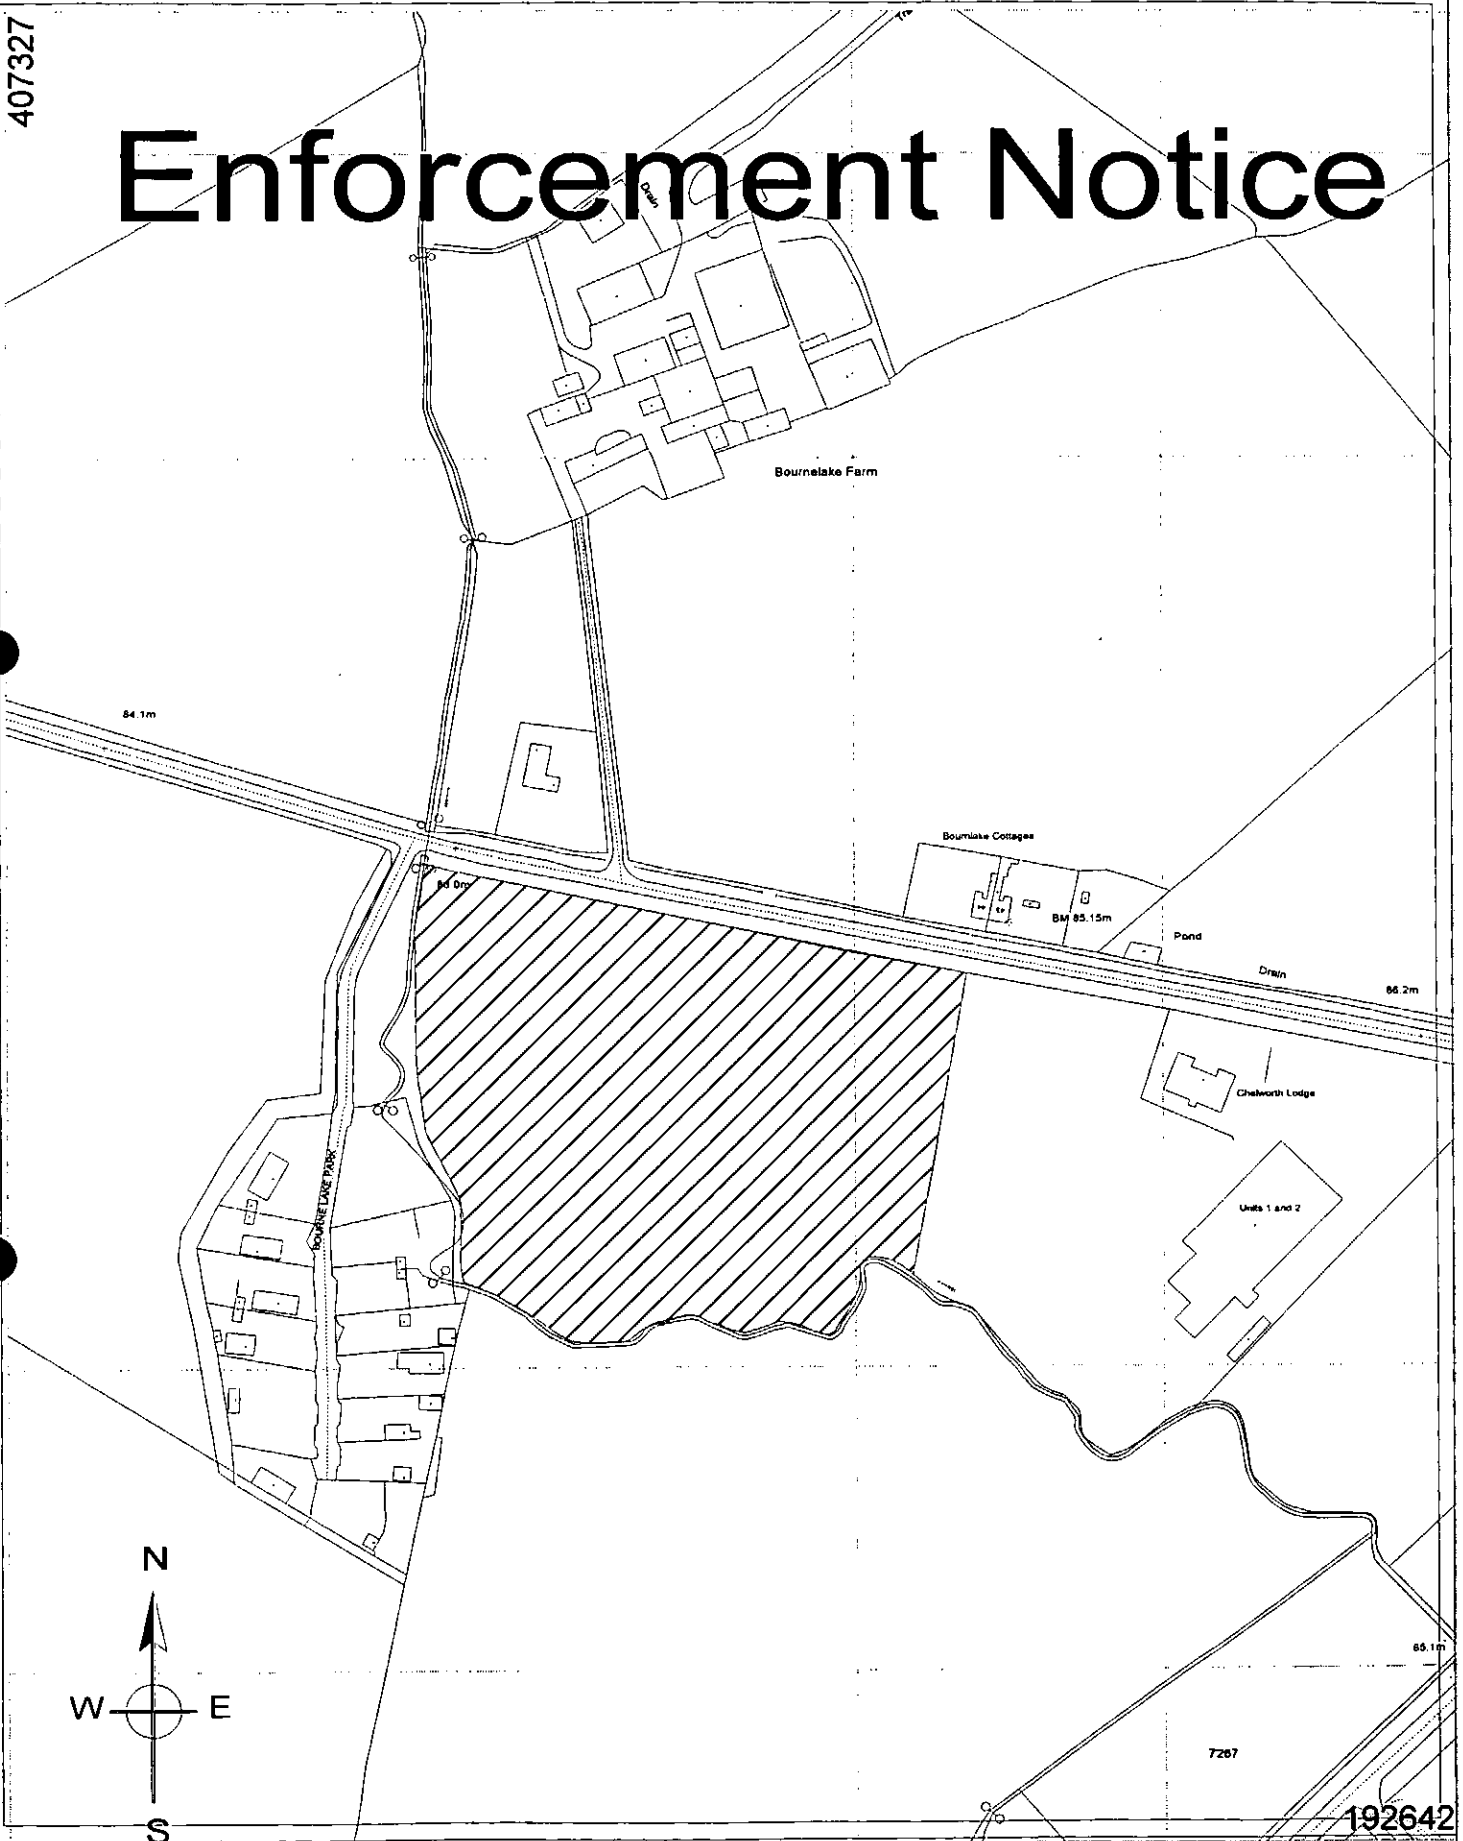 407327
Enforcement Notice
Drain
Bournelake Farm
84.1m
Bournlake Cottages
BM 85.15m
Pond
Drain
86.2m
Chelworth Lodge
BOURNE LAKE PARK
Units 1 and 2
N
W E
S
85.1m
7267
192642